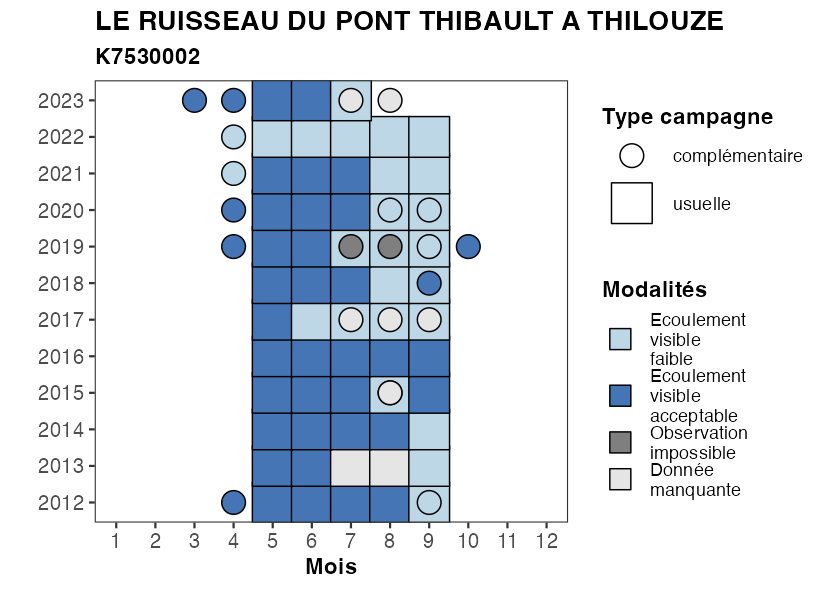 LE RUISSEAU DU PONT THIBAULT A THILOUZE
K7530002
2023
2022
2021
2020
2019
2018
2017
2016
2015
2014
2013
2012
1 2 3 4 5 6 7 8 9 10 11 12
Mois
Type campagne
complémentaire
usuelle
Modalités
Ecoulement
visible
faible
Ecoulement
visible
acceptable
Observation
impossible
Donnée
manquante